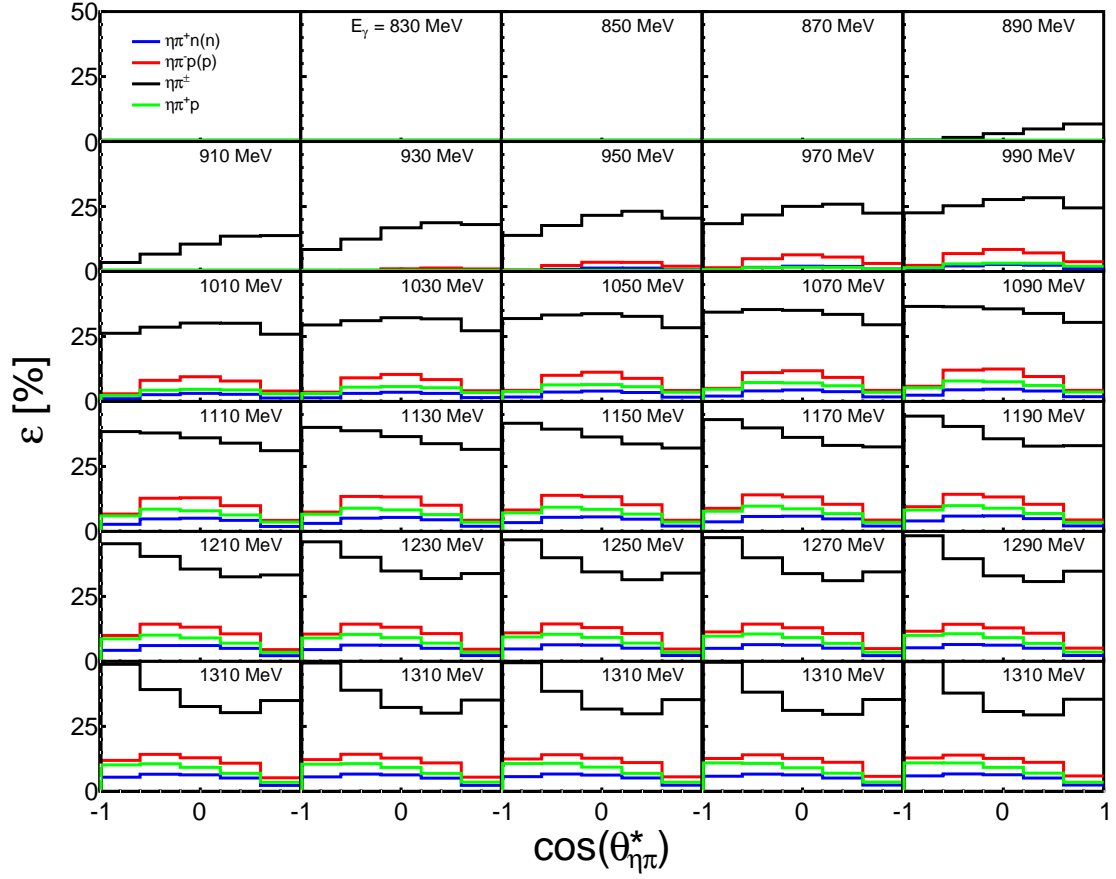 50
E_γ = 830 MeV
850 MeV
870 MeV
890 MeV
ηπ⁺n(n)
ηπ⁻p(p)
ηπ^±
ηπ⁺p
25
0
910 MeV
930 MeV
950 MeV
970 MeV
990 MeV
25
0
1010 MeV
1030 MeV
1050 MeV
1070 MeV
1090 MeV
25
0
1110 MeV
1130 MeV
1150 MeV
1170 MeV
1190 MeV
25
0
1210 MeV
1230 MeV
1250 MeV
1270 MeV
1290 MeV
25
0
1310 MeV
1310 MeV
1310 MeV
1310 MeV
1310 MeV
25
0
-1 0 -1 0 -1 0 -1 0 -1 0 1
ε [%]
cos(θ*_ηπ)